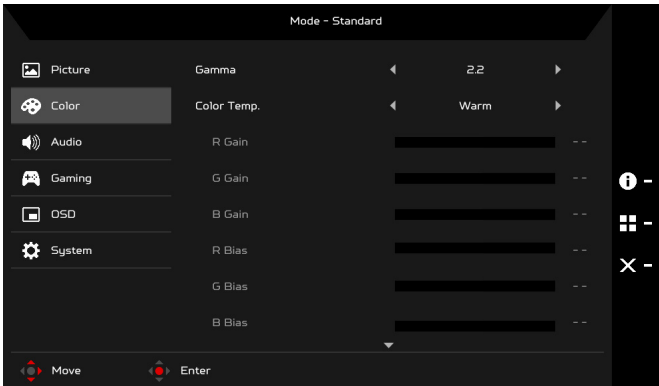 Mode - Standard
Picture Gamma 2.2
Color Color Temp. Warm
Audio R Gain - -
Gaming G Gain - -
OSD B Gain - -
System R Bias - -
G Bias - -
B Bias - -
Move Enter